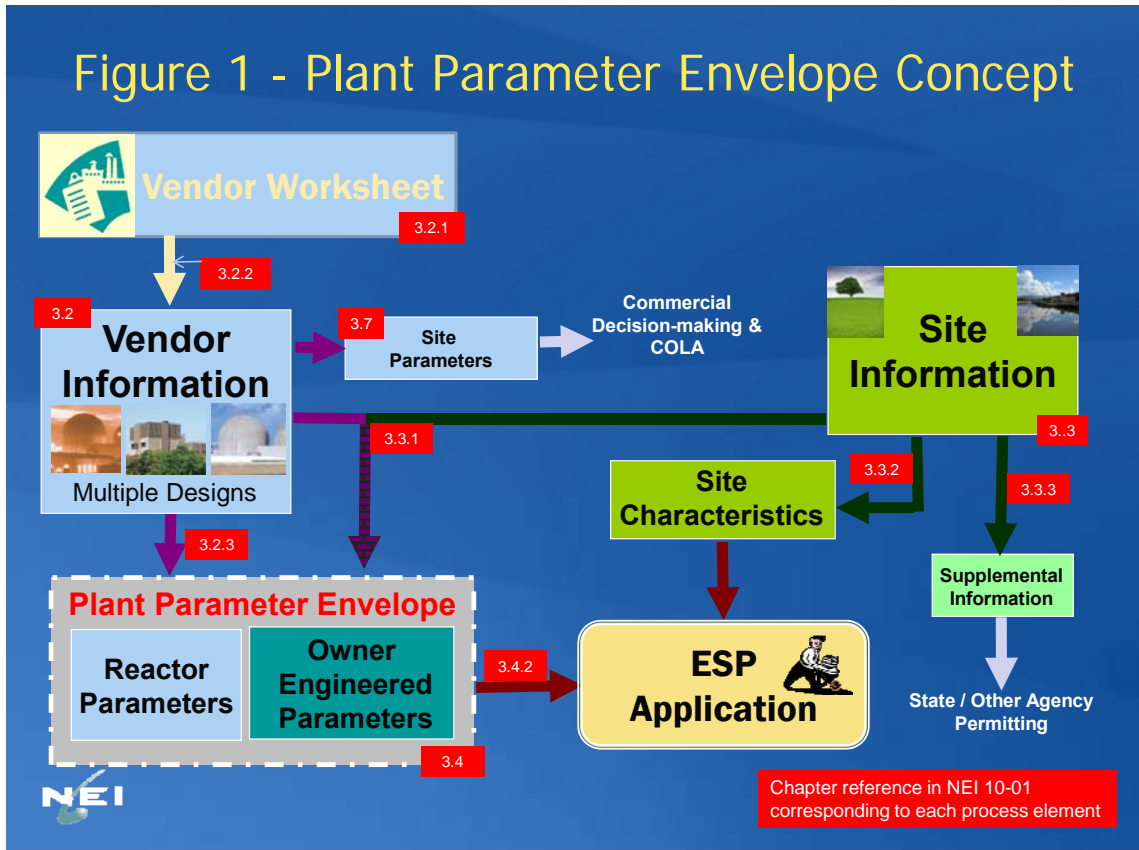 Figure 1 - Plant Parameter Envelope Concept
Vendor Worksheet
3.2.1
3.2.2
3.2
Vendor
Information
Multiple Designs
3.7
Site
Parameters
Commercial
Decision-making &
COLA
Site
Information
3..3
3.3.1
3.3.2
Site
Characteristics
3.3.3
3.2.3
Supplemental
Information
Plant Parameter Envelope
Reactor
Parameters
Owner
Engineered
Parameters
3.4
3.4.2
ESP
Application
State / Other Agency
Permitting
NEI
Chapter reference in NEI 10-01
corresponding to each process element